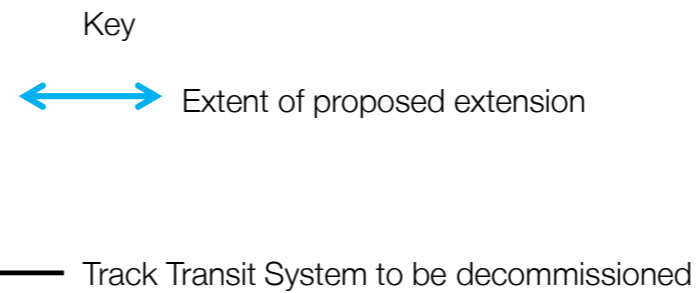 Key
Extent of proposed extension
Track Transit System to be decommissioned